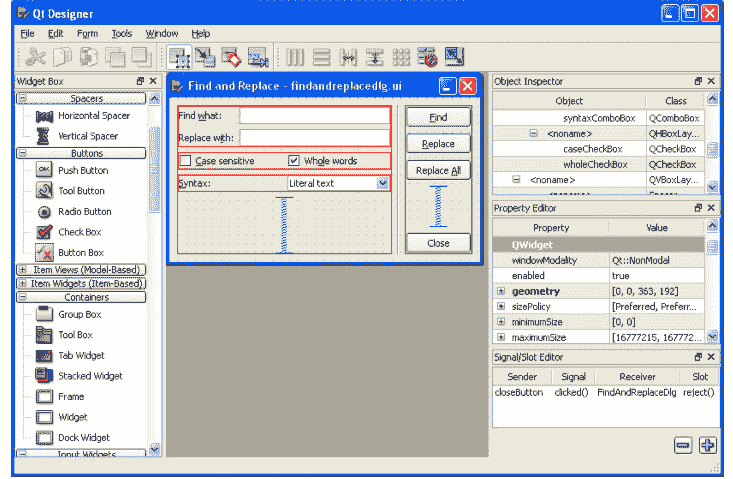 Qt Designer
File Edit Form Tools Window Help
Widget Box
Spacers
Horizontal Spacer
Vertical Spacer
Buttons
Push Button
Tool Button
Radio Button
Check Box
Button Box
Item Views (Model-Based)
Item Widgets (Item-Based)
Containers
Group Box
Tool Box
Tab Widget
Stacked Widget
Frame
Widget
Dock Widget
Input Widgets
Find and Replace - findandreplacedlg.ui
Find what:
Replace with:
Case sensitive Whole words
Syntax: Literal text
Find
Replace
Replace All
Close
Object Inspector
Object Class
syntaxComboBox QComboBox
<noname> QHBoxLay...
caseCheckBox QCheckBox
wholeCheckBox QCheckBox
<noname> QVBoxLay...
Property Editor
Property Value
QWidget
windowModality Qt::NonModal
enabled true
geometry [0, 0, 363, 192]
sizePolicy [Preferred, Preferr...
minimumSize [0, 0]
maximumSize [16777215, 167772...
Signal/Slot Editor
Sender Signal Receiver Slot
closeButton clicked() FindAndReplaceDlg reject()